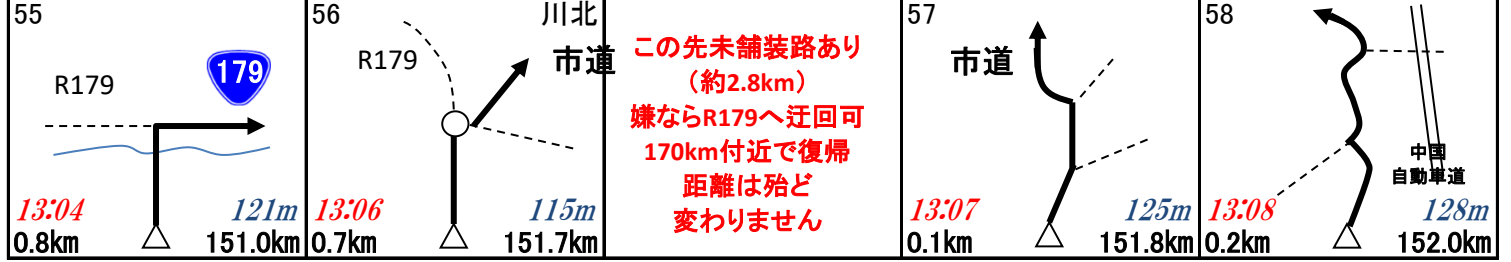 55
R179
179
13:04
121m
0.8km
151.0km
56
川北
R179
市道
13:06
115m
0.7km
151.7km
この先未舗装路あり
(約2.8km)
嫌ならR179へ迂回可
170km付近で復帰
距離は殆ど
変わりません
57
市道
13:07
125m
0.1km
151.8km
58
中国
自動車道
13:08
128m
0.2km
152.0km